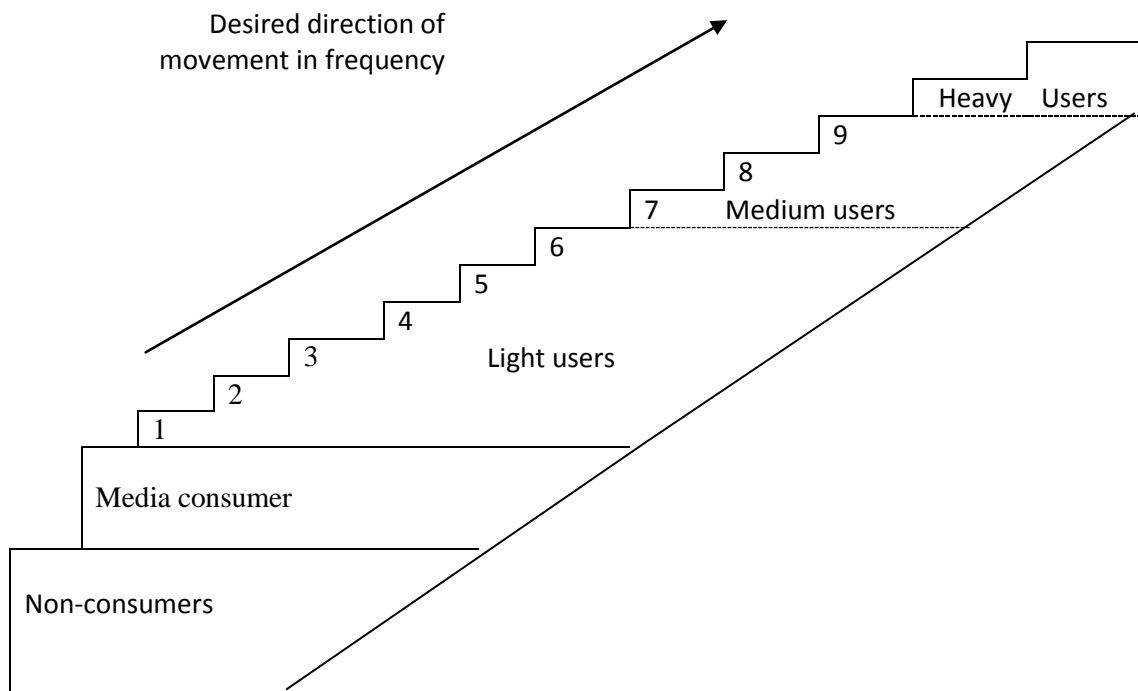 Desired direction of
movement in frequency
Heavy Users
9
8
7 Medium users
6
5
4
3
Light users
2
1
Media consumer
Non-consumers